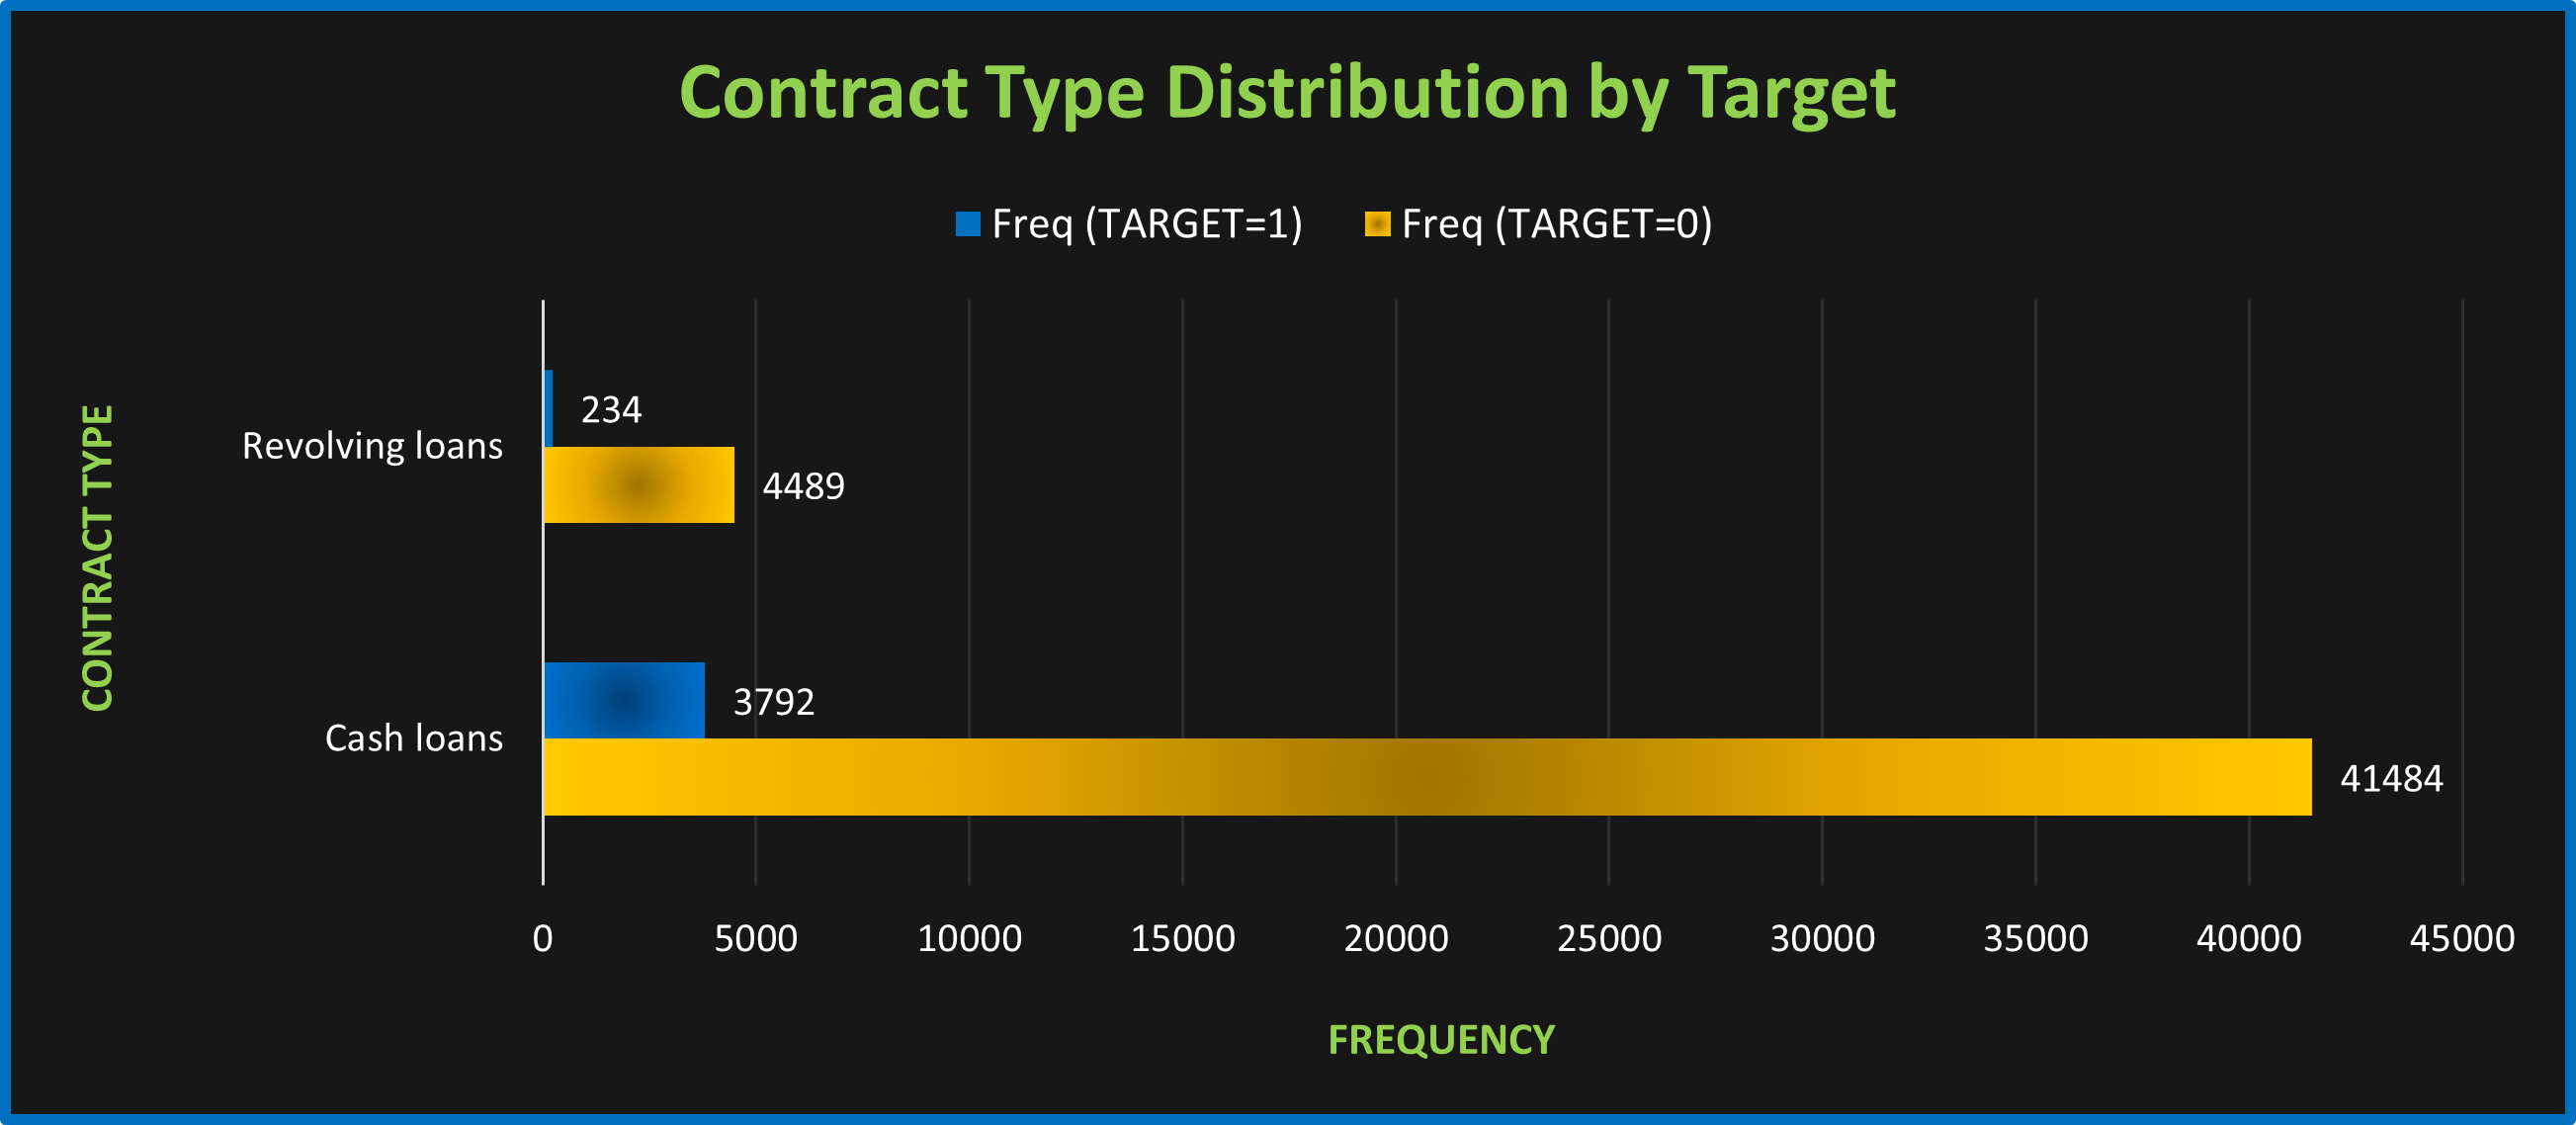 Contract Type Distribution by Target
Freq (TARGET=1) Freq (TARGET=0)
CONTRACT TYPE
Revolving loans
234
4489
Cash loans
3792
41484
0 5000 10000 15000 20000 25000 30000 35000 40000 45000
FREQUENCY